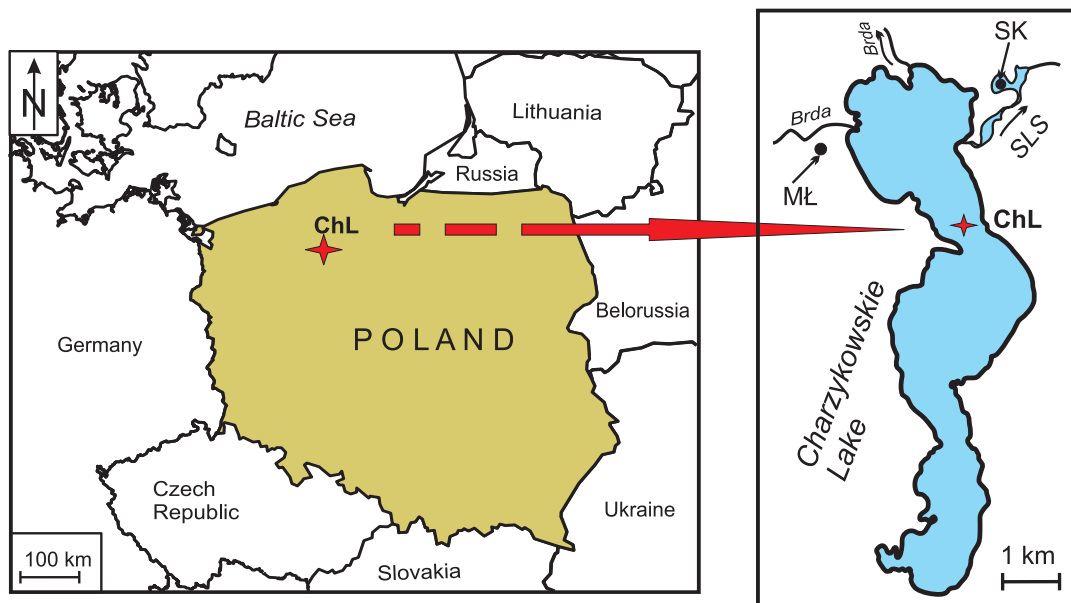 N
Baltic Sea
Lithuania
Russia
ChL
Belorussia
POLAND
Germany
Czech
Republic
Ukraine
Slovakia
100 km
Brda
SK
Brda
SLS
MŁ
ChL
Charzykowskie
Lake
1 km